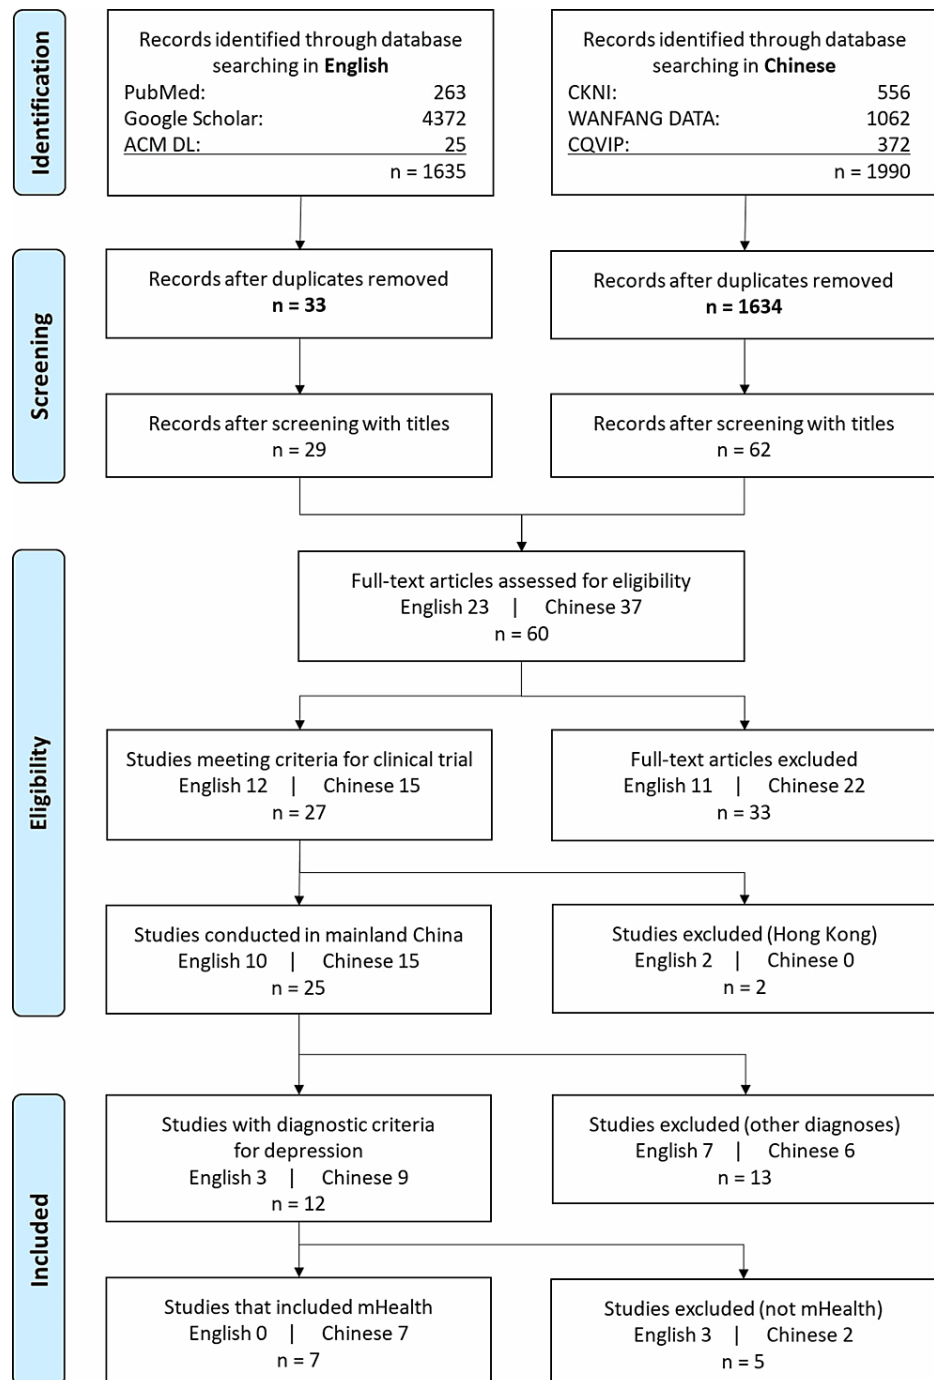 Identification
Records identified through database
searching in English
PubMed: 263
Google Scholar: 4372
ACM DL: 25
n = 1635
Records identified through database
searching in Chinese
CKNI: 556
WANFANG DATA: 1062
CQVIP: 372
n = 1990
Screening
Records after duplicates removed
n = 33
Records after duplicates removed
n = 1634
Records after screening with titles
n = 29
Records after screening with titles
n = 62
Eligibility
Full-text articles assessed for eligibility
English 23 | Chinese 37
n = 60
Studies meeting criteria for clinical trial
English 12 | Chinese 15
n = 27
Full-text articles excluded
English 11 | Chinese 22
n = 33
Studies conducted in mainland China
English 10 | Chinese 15
n = 25
Studies excluded (Hong Kong)
English 2 | Chinese 0
n = 2
Included
Studies with diagnostic criteria
for depression
English 3 | Chinese 9
n = 12
Studies excluded (other diagnoses)
English 7 | Chinese 6
n = 13
Studies that included mHealth
English 0 | Chinese 7
n = 7
Studies excluded (not mHealth)
English 3 | Chinese 2
n = 5